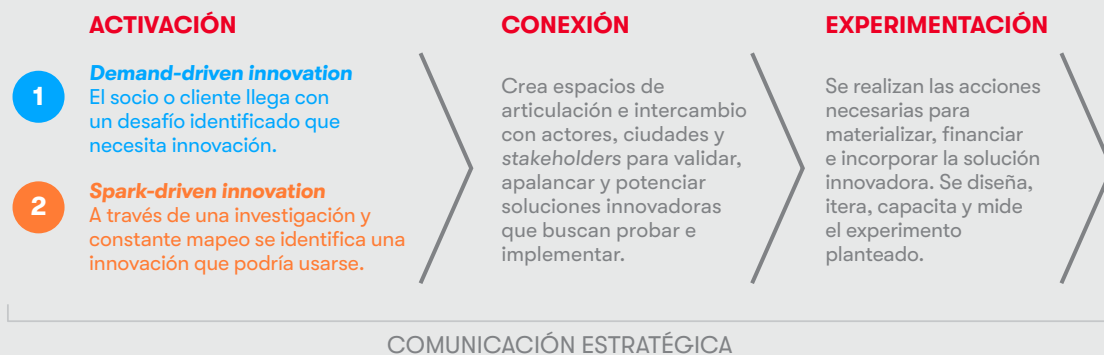 ACTIVACIÓN
1
Demand-driven innovation
El socio o cliente llega con
un desafío identificado que
necesita innovación.
2
Spark-driven innovation
A través de una investigación y
constante mapeo se identifica una
innovación que podría usarse.
CONEXIÓN
Crea espacios de
articulación e intercambio
con actores, ciudades y
stakeholders para validar,
apalancar y potenciar
soluciones innovadoras
que buscan probar e
implementar.
EXPERIMENTACIÓN
Se realizan las acciones
necesarias para
materializar, financiar
e incorporar la solución
innovadora. Se diseña,
itera, capacita y mide
el experimento
planteado.
COMUNICACIÓN ESTRATÉGICA